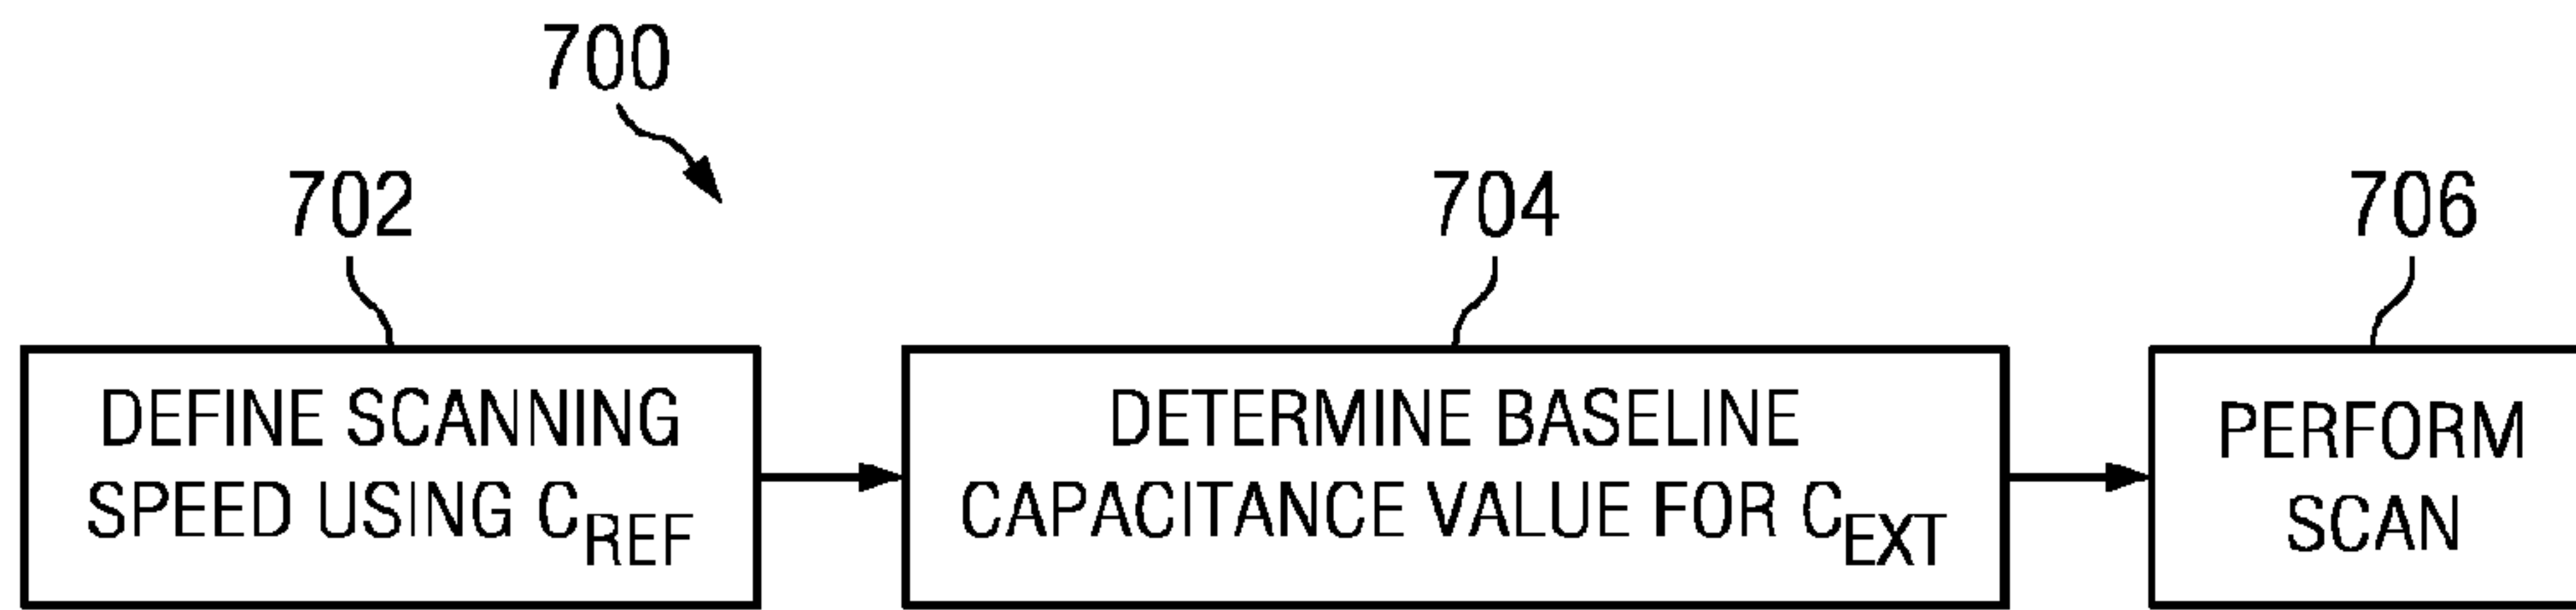 700
702
704
706
DEFINE SCANNING
SPEED USING CREF
DETERMINE BASELINE
CAPACITANCE VALUE FOR CEXT
PERFORM
SCAN